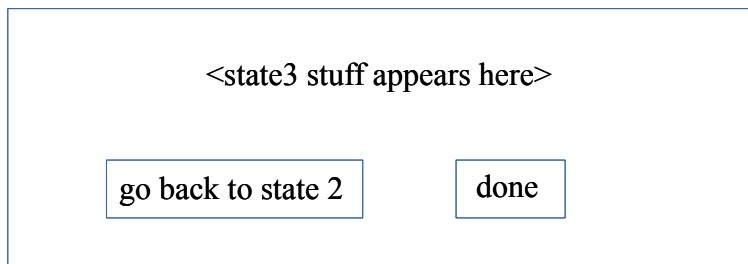 <state3 stuff appears here>
go back to state 2
done